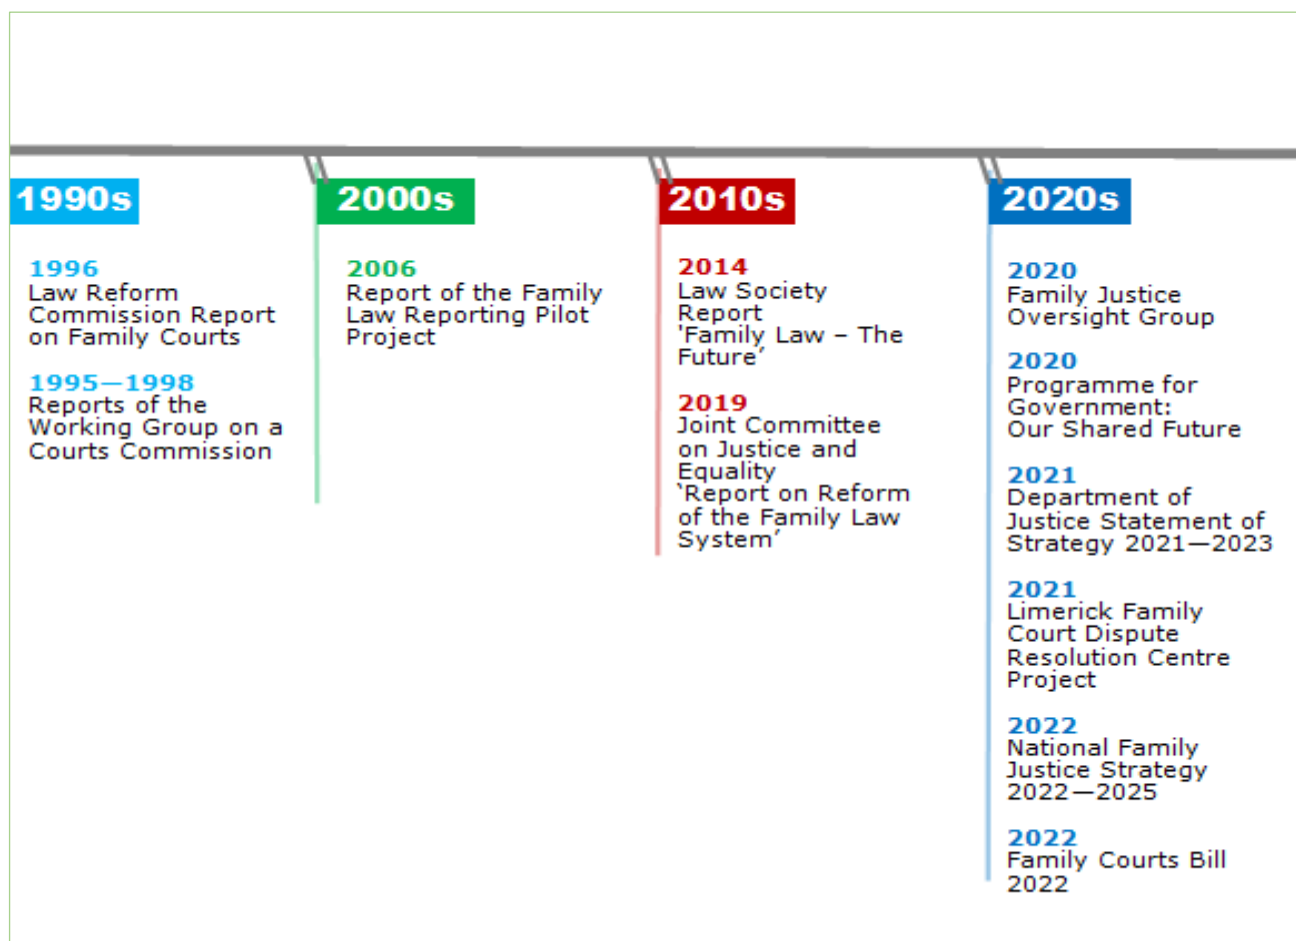 1990s
1996
Law Reform
Commission Report
on Family Courts
1995—1998
Reports of the
Working Group on a
Courts Commission
2000s
2006
Report of the Family
Law Reporting Pilot
Project
2010s
2014
Law Society
Report
'Family Law – The
Future’
2019
Joint Committee
on Justice and
Equality
‘Report on Reform
of the Family Law
System’
2020s
2020
Family Justice
Oversight Group
2020
Programme for
Government:
Our Shared Future
2021
Department of
Justice Statement of
Strategy 2021—2023
2021
Limerick Family
Court Dispute
Resolution Centre
Project
2022
National Family
Justice Strategy
2022—2025
2022
Family Courts Bill
2022